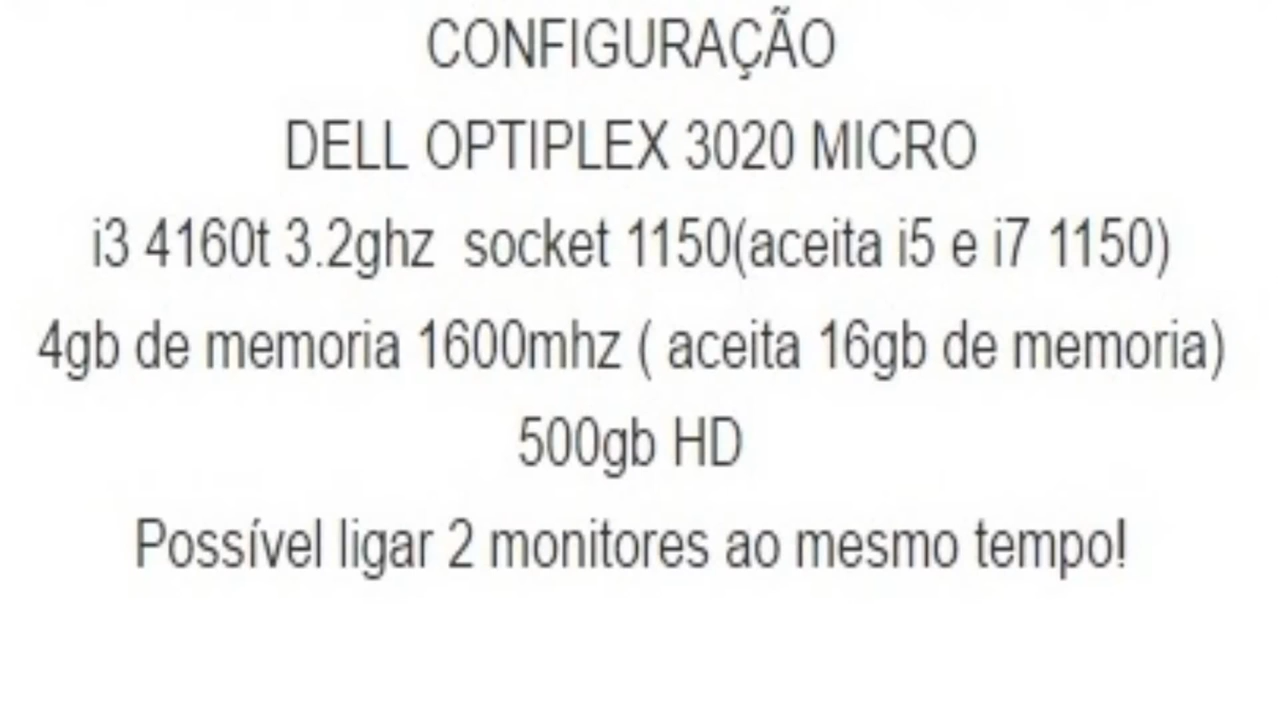 CONFIGURAÇÃO
DELL OPTIPLEX 3020 MICRO
i3 4160t 3.2ghz  socket 1150(aceita i5 e i7 1150)
4gb de memoria 1600mhz ( aceita 16gb de memoria)
500gb HD
Possível ligar 2 monitores ao mesmo tempo!